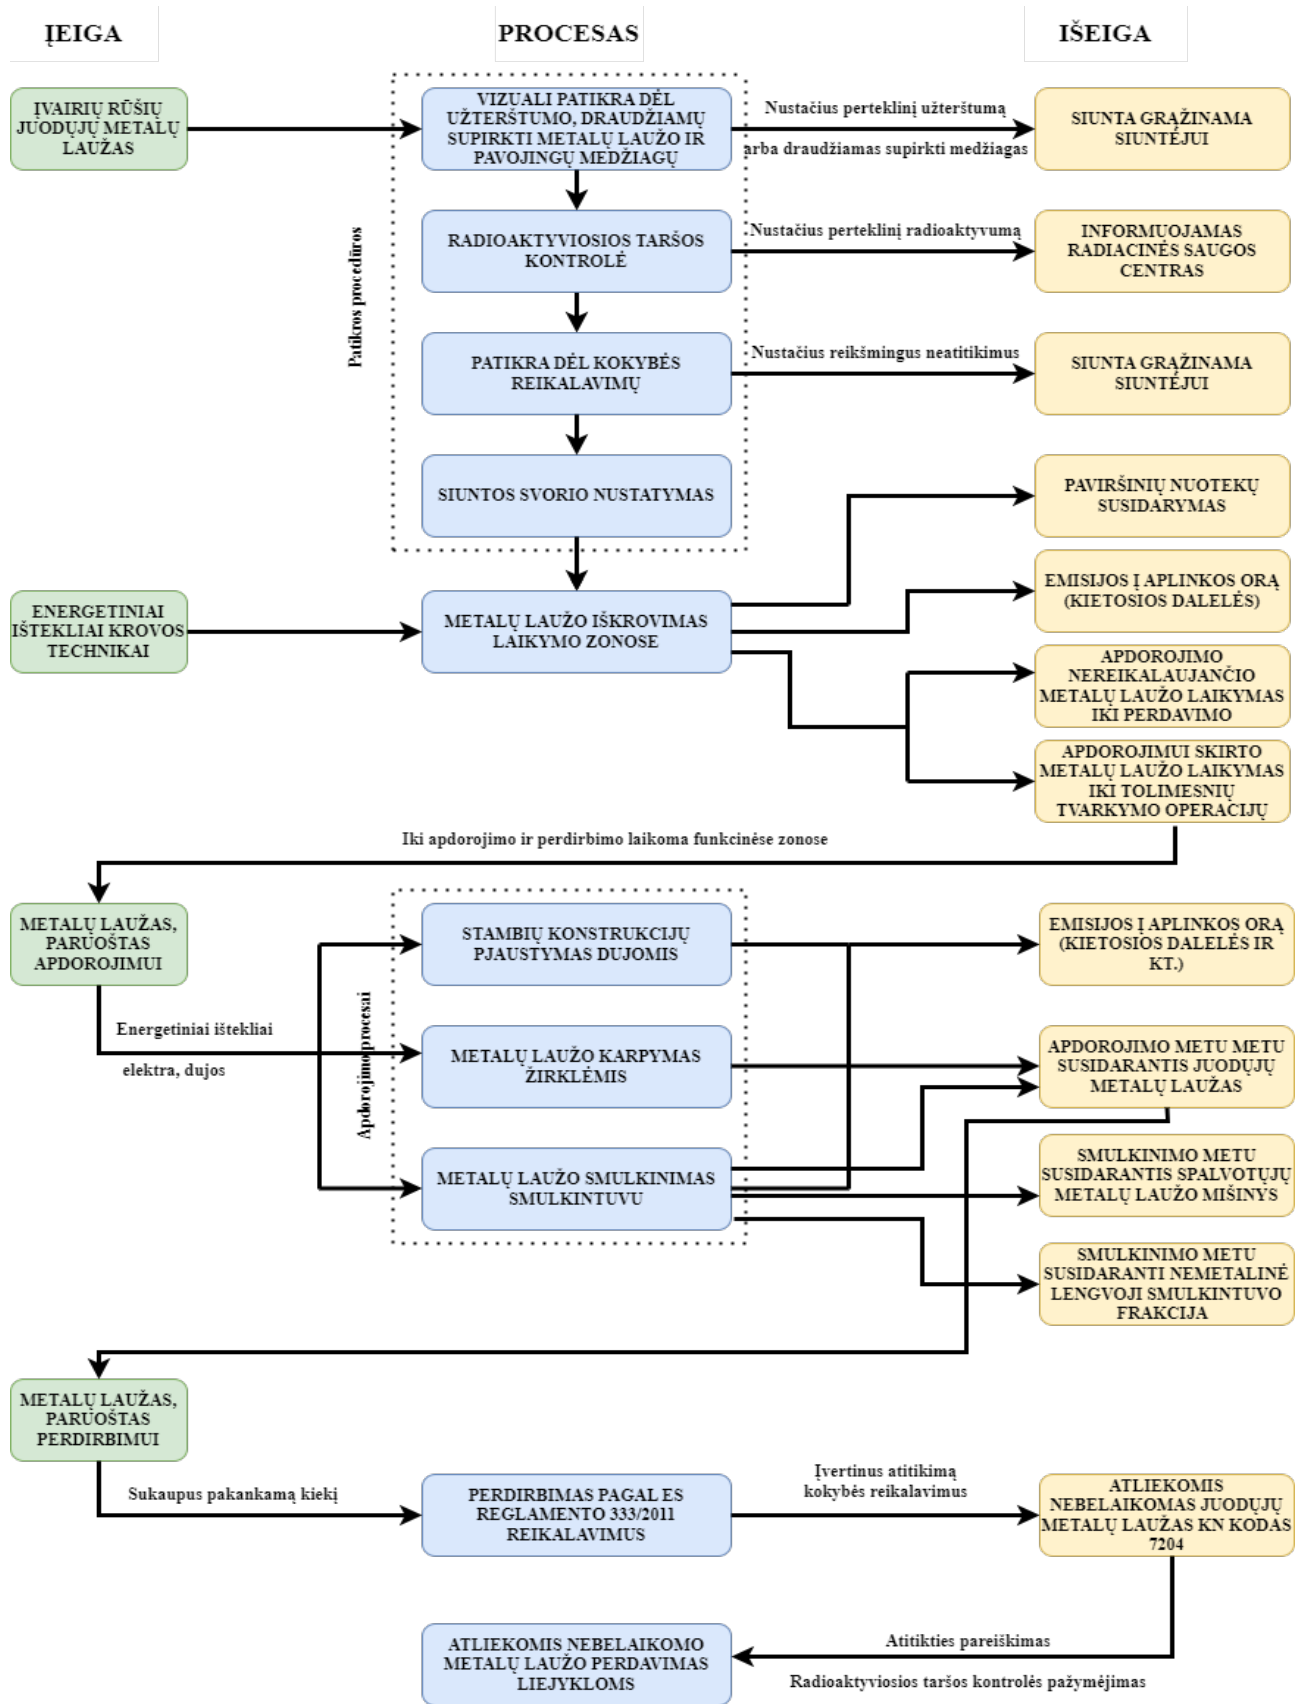 ĮEIGA
PROCESAS
IŠEIGA
ĮVAIRIŲ RŪŠIŲ
JUODŲJŲ METALŲ
LAUŽAS
VIZUALI PATIKRA DĖL
UŽTERŠTUMO, DRAUDŽIAMŲ
SUPIRKTI METALŲ LAUŽO IR
PAVOJINGŲ MEDŽIAGŲ
Nustačius perteklinį užterštumą
arba draudžiamas supirkti medžiagas
SIUNTA GRĄŽINAMA
SIUNTĖJUI
Patikros procedūros
RADIOAKTYVIOSIOS TARŠOS
KONTROLĖ
Nustačius perteklinį radioaktyvumą
INFORMUOJAMAS
RADIACINĖS SAUGOS
CENTRAS
PATIKRA DĖL KOKYBĖS
REIKALAVIMŲ
Nustačius reikšmingus neatitikimus
SIUNTA GRĄŽINAMA
SIUNTĖJUI
SIUNTOS SVORIO NUSTATYMAS
PAVIRŠINIŲ NUOTEKŲ
SUSIDARYMAS
ENERGETINIAI
IŠTEKLIAI KROVOS
TECHNIKAI
METALŲ LAUŽO IŠKROVIMAS
LAIKYMO ZONOSE
EMISIJOS Į APLINKOS ORĄ
(KIETOSIOS DALELĖS)
APDOROJIMO
NEREIKALAUJANČIO
METALŲ LAUŽO LAIKYMAS
IKI PERDAVIMO
APDOROJIMUI SKIRTO
METALŲ LAUŽO LAIKYMAS
IKI TOLIMESNIŲ
TVARKYMO OPERACIJŲ
Iki apdorojimo ir perdirbimo laikoma funkcinėse zonose
METALŲ LAUŽAS,
PARUOŠTAS
APDOROJIMUI
Energetiniai ištekliai
elektra, dujos
Apdorojimo procesai
STAMBIŲ KONSTRUKCIJŲ
PJAUSTYMAS DUJOMIS
EMISIJOS Į APLINKOS ORĄ
(KIETOSIOS DALELĖS IR
KT.)
METALŲ LAUŽO KARPYMAS
ŽIRKLĖMIS
APDOROJIMO METU METU
SUSIDARANTIS JUODŲJŲ
METALŲ LAUŽAS
METALŲ LAUŽO SMULKINIMAS
SMULKINTUVU
SMULKINIMO METU
SUSIDARANTIS SPALVOTŲJŲ
METALŲ LAUŽO MIŠINYS
SMULKINIMO METU
SUSIDARANTI NEMETALINĖ
LENGVOJI SMULKINTUVO
FRAKCIJA
METALŲ LAUŽAS,
PARUOŠTAS
PERDIRBIMUI
Sukaupus pakankamą kiekį
PERDIRBIMAS PAGAL ES
REGLAMENTO 333/2011
REIKALAVIMUS
Įvertinus atitikimą
kokybės reikalavimus
ATLIEKOMIS
NEBELAIKOMAS JUODŲJŲ
METALŲ LAUŽAS KN KODAS
7204
ATLIEKOMIS NEBELAIKOMO
METALŲ LAUŽO PERDAVIMAS
LIEJYKLOMS
Atitikties pareiškimas
Radioaktyviosios taršos kontrolės pažymėjimas